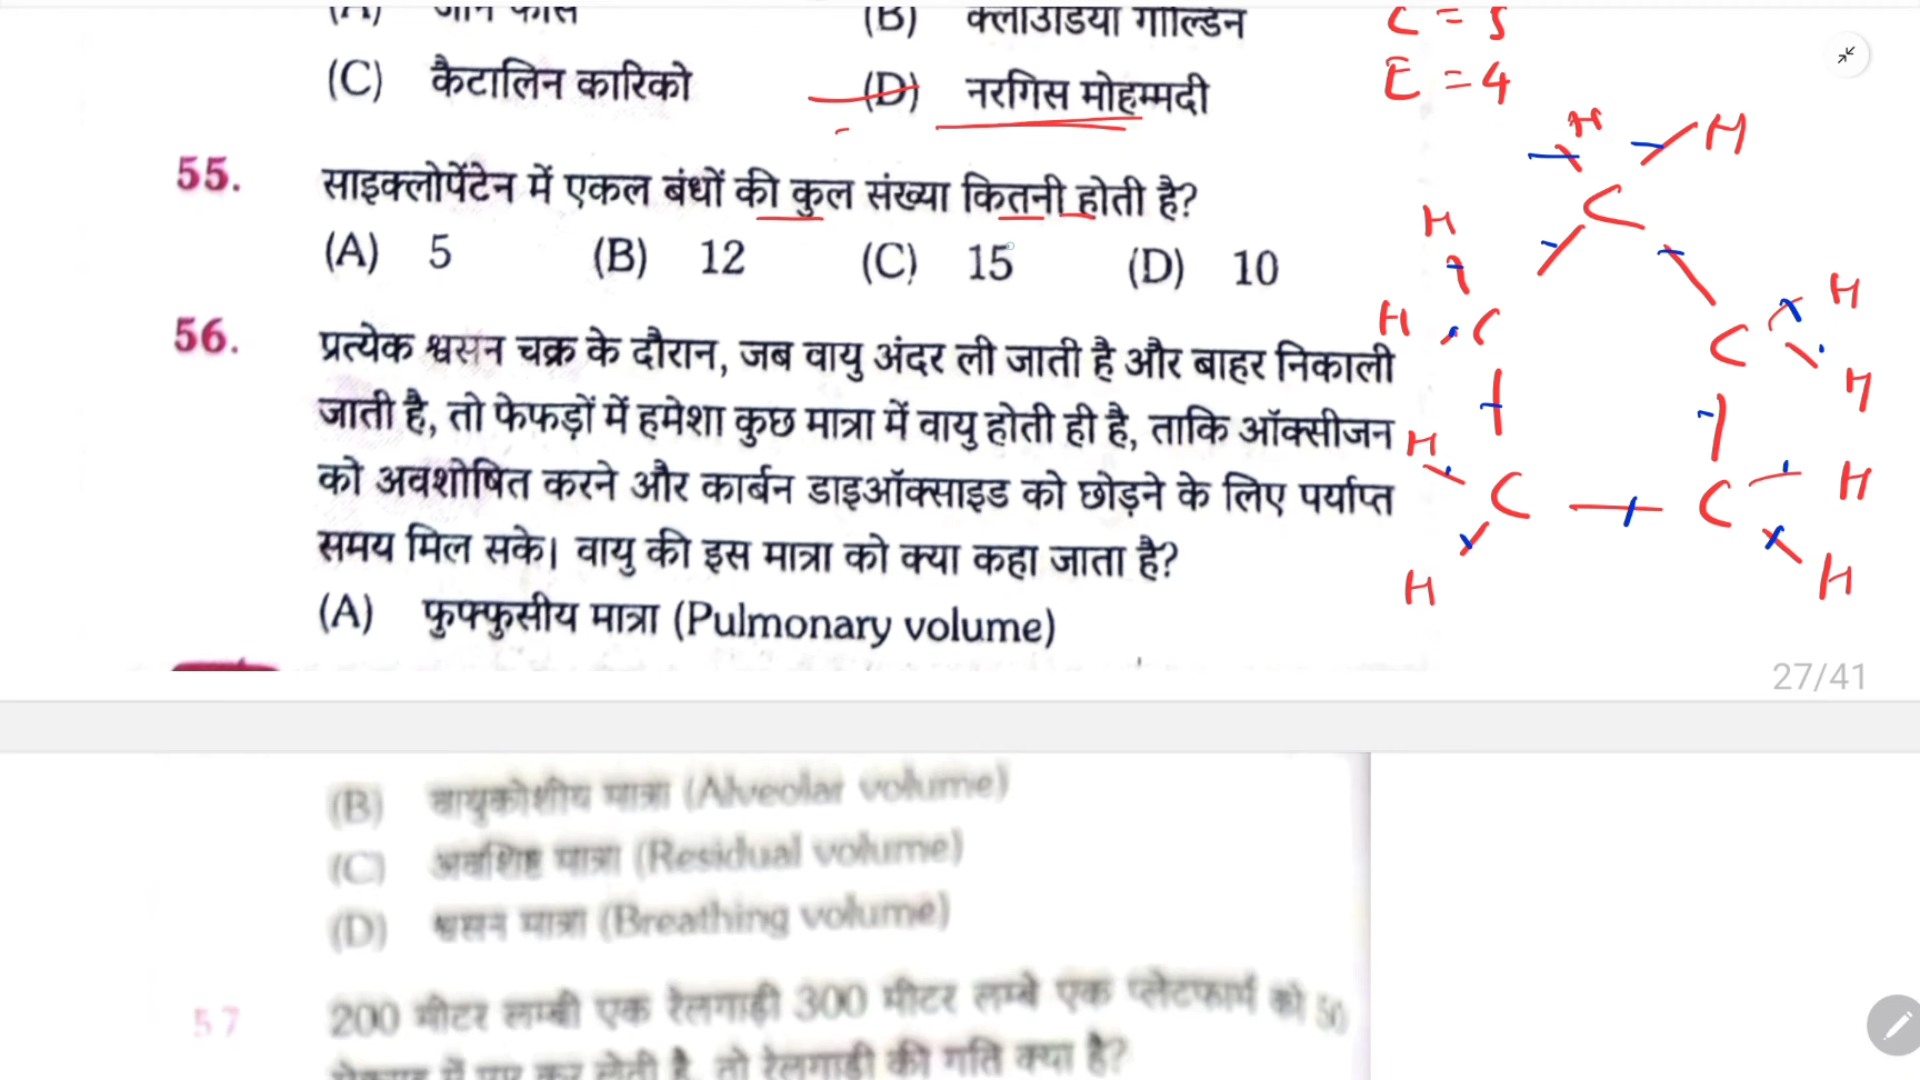 (B) क्लाउडिया गोल्डिन
C = 5
(C) कैटालिन कारिको (D) नरगिस मोहम्मदी
E = 4
55. साइक्लोपेंटेन में एकल बंधों की कुल संख्या कितनी होती है?
(A) 5 (B) 12 (C) 15 (D) 10
56. प्रत्येक श्वसन चक्र के दौरान, जब वायु अंदर ली जाती है और बाहर निकाली
जाती है, तो फेफड़ों में हमेशा कुछ मात्रा में वायु होती ही है, ताकि ऑक्सीजन
को अवशोषित करने और कार्बन डाइऑक्साइड को छोड़ने के लिए पर्याप्त
समय मिल सके। वायु की इस मात्रा को क्या कहा जाता है?
(A) फुफ्फुसीय मात्रा (Pulmonary volume)
H H
C
H
H C
C H
H
H
C C H
H H
27/41
(B) वायुकोशीय मात्रा (Alveolar volume)
(C) अवशिष्ट मात्रा (Residual volume)
(D) श्वसन मात्रा (Breathing volume)
57 200 मीटर लम्बी एक रेलगाड़ी 300 मीटर लम्बे एक प्लेटफार्म को 50
में पार कर लेती है, तो रेलगाड़ी की गति क्या है?